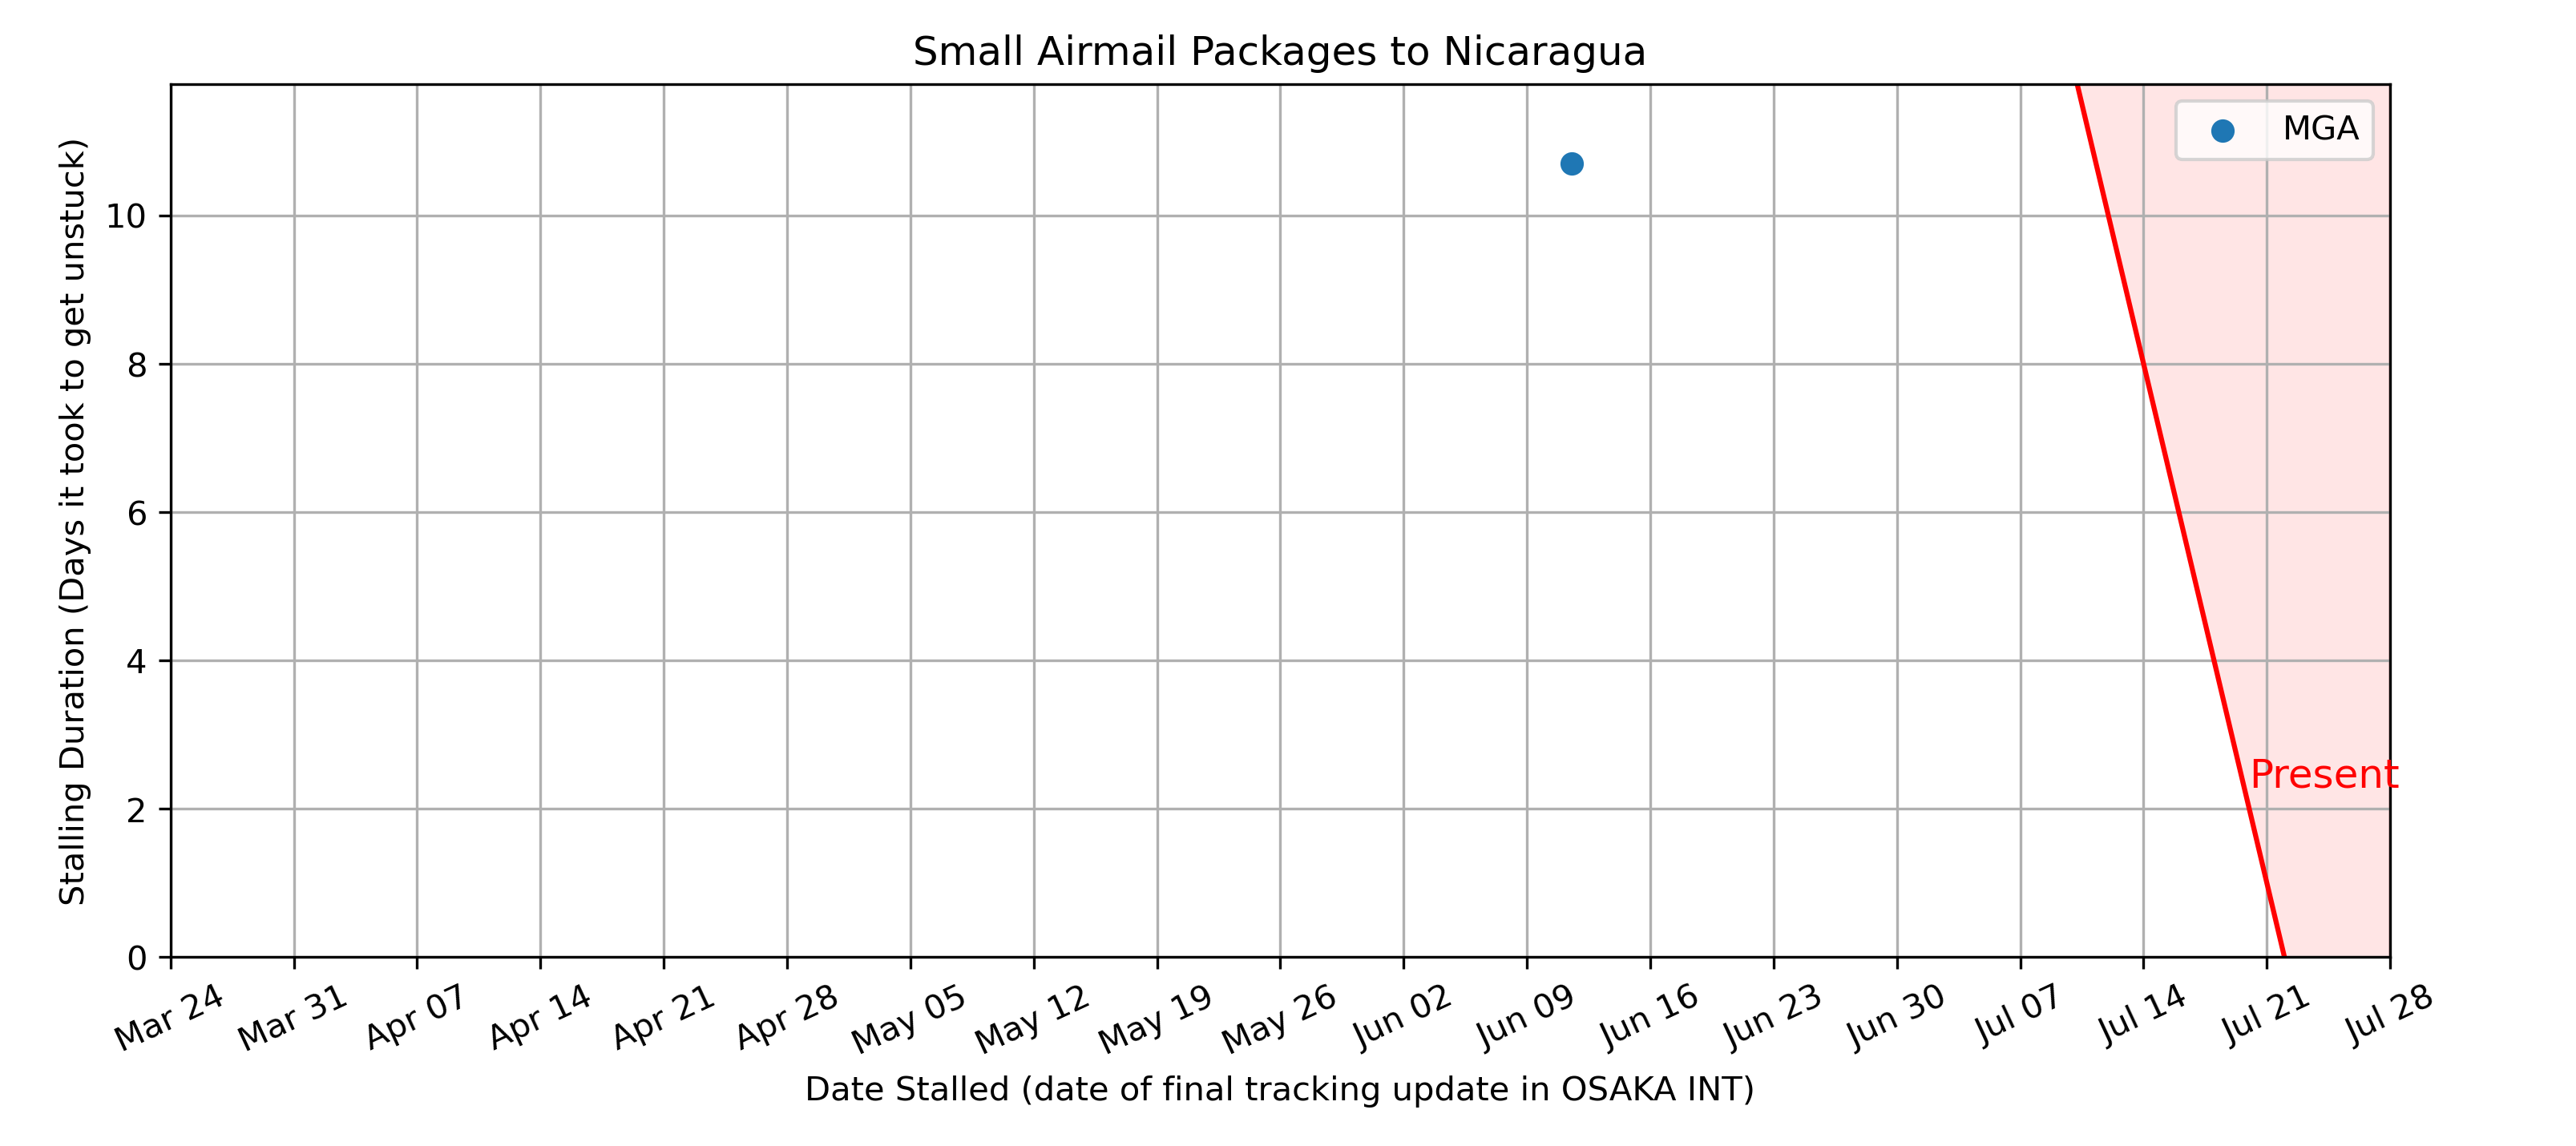 Small Airmail Packages to Nicaragua
MGA
Stalling Duration (Days it took to get unstuck)
10
8
6
4
2
0
Present
Mar 24
Mar 31
Apr 07
Apr 14
Apr 21
Apr 28
May 05
May 12
May 19
May 26
Jun 02
Jun 09
Jun 16
Jun 23
Jun 30
Jul 07
Jul 14
Jul 21
Jul 28
Date Stalled (date of final tracking update in OSAKA INT)